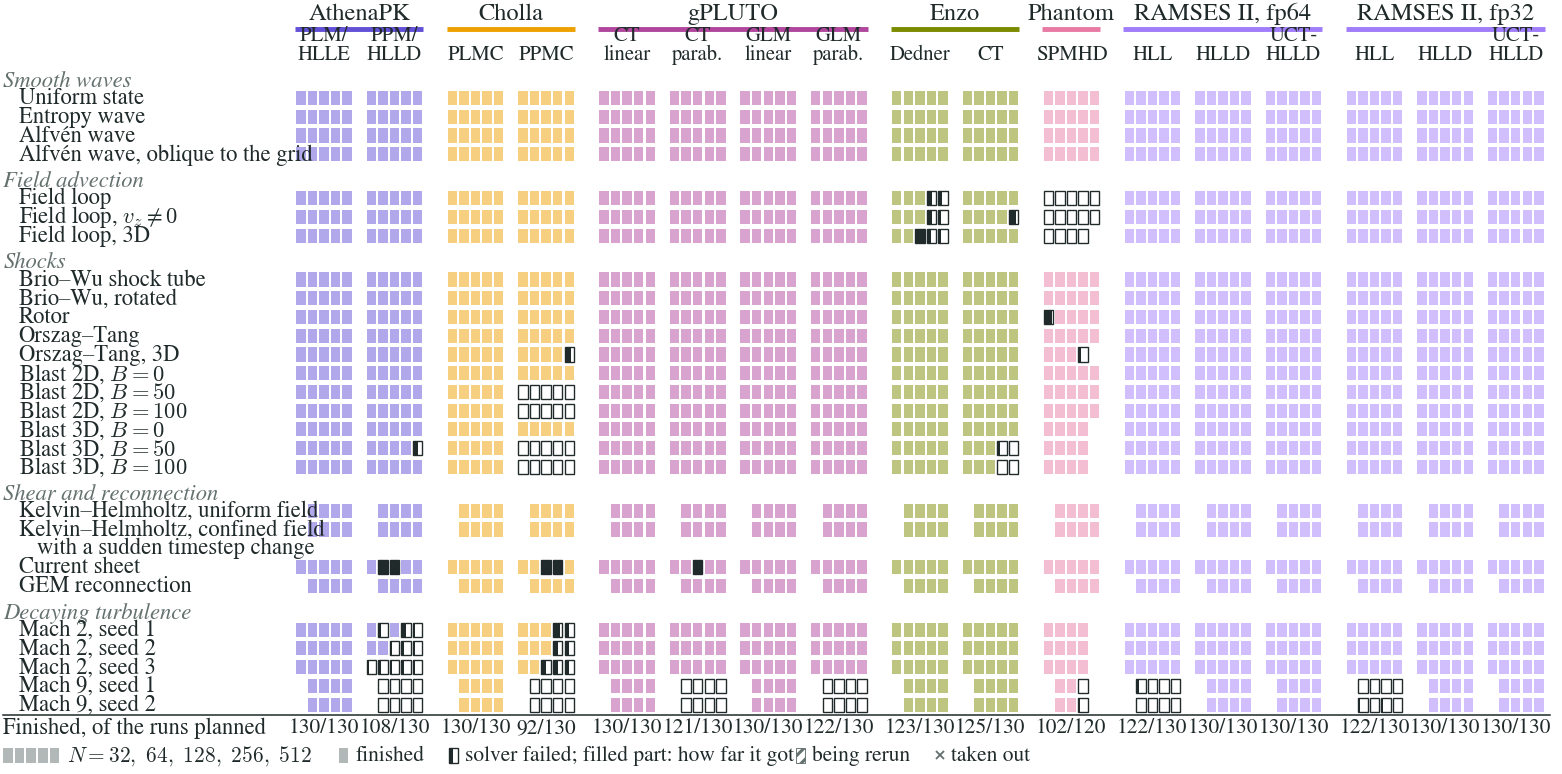 AthenaPK Cholla gPLUTO Enzo Phantom RAMSES II, fp64 RAMSES II, fp32
PLM/ PPM/ CT CT GLM GLM UCT- UCT-
HLLE HLLD PLMC PPMC linear parab. linear parab. Dedner CT SPMHD HLL HLLD HLLD HLL HLLD HLLD
Smooth waves
Uniform state
Entropy wave
Alfvén wave
Alfvén wave, oblique to the grid
Field advection
Field loop
Field loop, v_z ≠ 0
Field loop, 3D
Shocks
Brio–Wu shock tube
Brio–Wu, rotated
Rotor
Orszag–Tang
Orszag–Tang, 3D
Blast 2D, B = 0
Blast 2D, B = 50
Blast 2D, B = 100
Blast 3D, B = 0
Blast 3D, B = 50
Blast 3D, B = 100
Shear and reconnection
Kelvin–Helmholtz, uniform field
Kelvin–Helmholtz, confined field
with a sudden timestep change
Current sheet
GEM reconnection
Decaying turbulence
Mach 2, seed 1
Mach 2, seed 2
Mach 2, seed 3
Mach 9, seed 1
Mach 9, seed 2
Finished, of the runs planned 130/130 108/130 130/130 92/130 130/130 121/130 130/130 122/130 123/130 125/130 102/120 122/130 130/130 130/130 122/130 130/130 130/130
N = 32, 64, 128, 256, 512 finished solver failed; filled part: how far it got being rerun × taken out